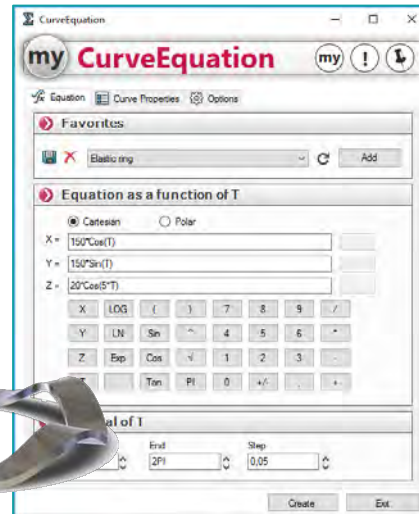 CurveEquation
my CurveEquation my !
Equation Curve Properties Options
Favorites
Elastic ring Add
Equation as a function of T
Cartesian Polar
X = 150*Cos(T)
Y = 150*Sin(T)
Z = 20*Cos(5*T)
X LOG ( ) 7 8 9 /
Y LN Sin ^ 4 5 6 *
Z Exp Cos √ 1 2 3 -
Tan PI 0 +/- . +
al of T
End Step
2PI 0,05
Create Exit